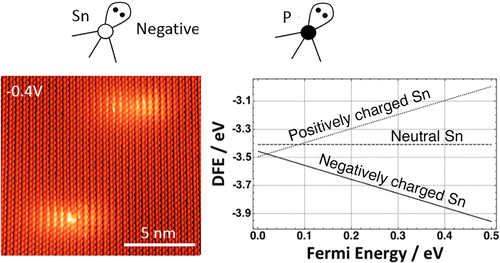 Sn
Negative
P
-0.4V
5 nm
DFE / eV
-3.1
-3.3
-3.5
-3.7
-3.9
Positively charged Sn
Neutral Sn
Negatively charged Sn
0.0 0.1 0.2 0.3 0.4 0.5
Fermi Energy / eV